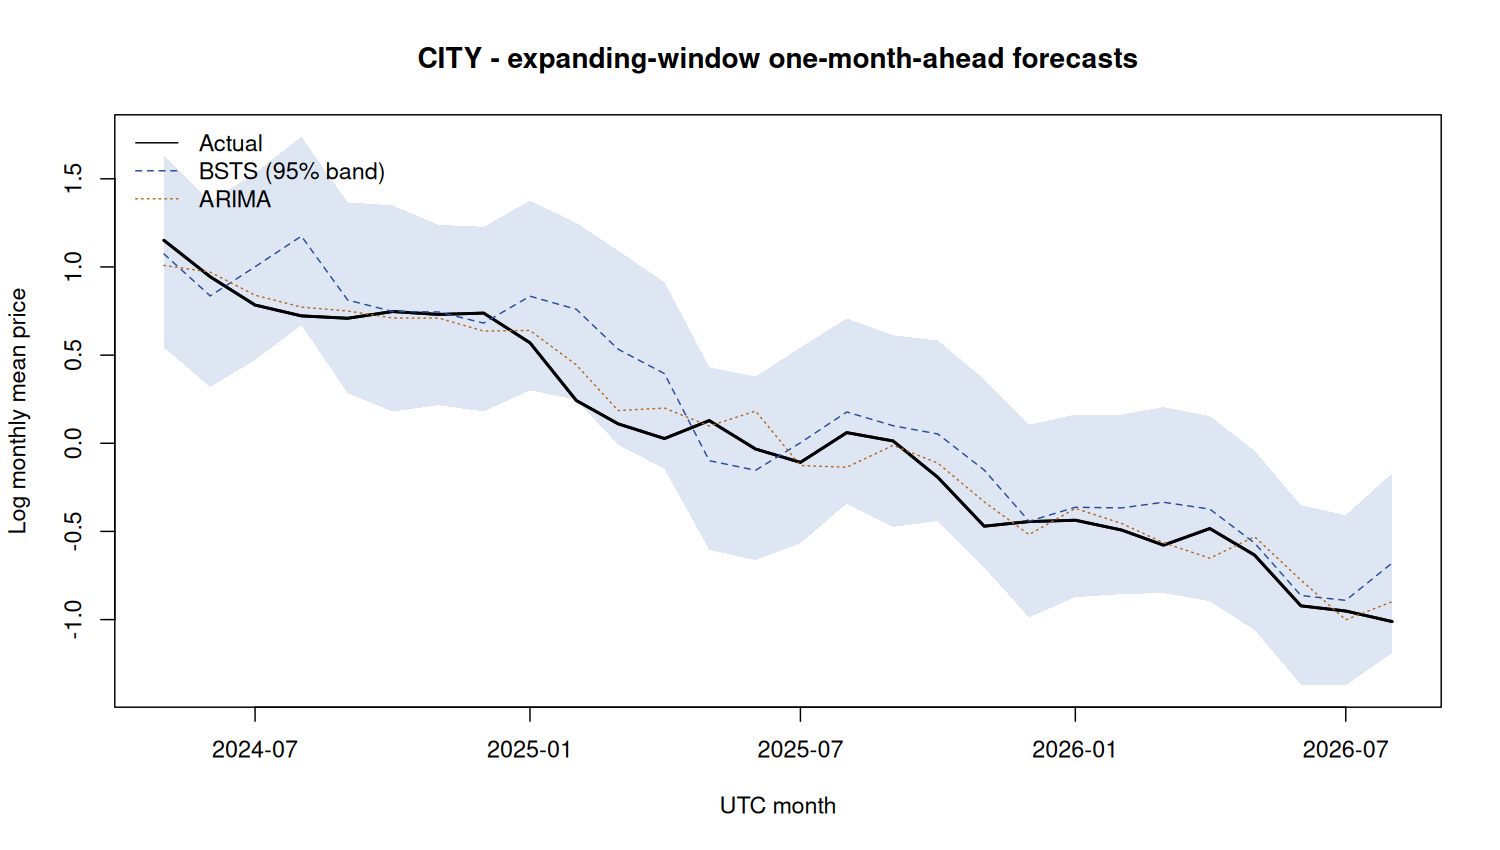 CITY - expanding-window one-month-ahead forecasts
Actual
BSTS (95% band)
ARIMA
Log monthly mean price
1.5
1.0
0.5
0.0
-0.5
-1.0
2024-07
2025-01
2025-07
2026-01
2026-07
UTC month